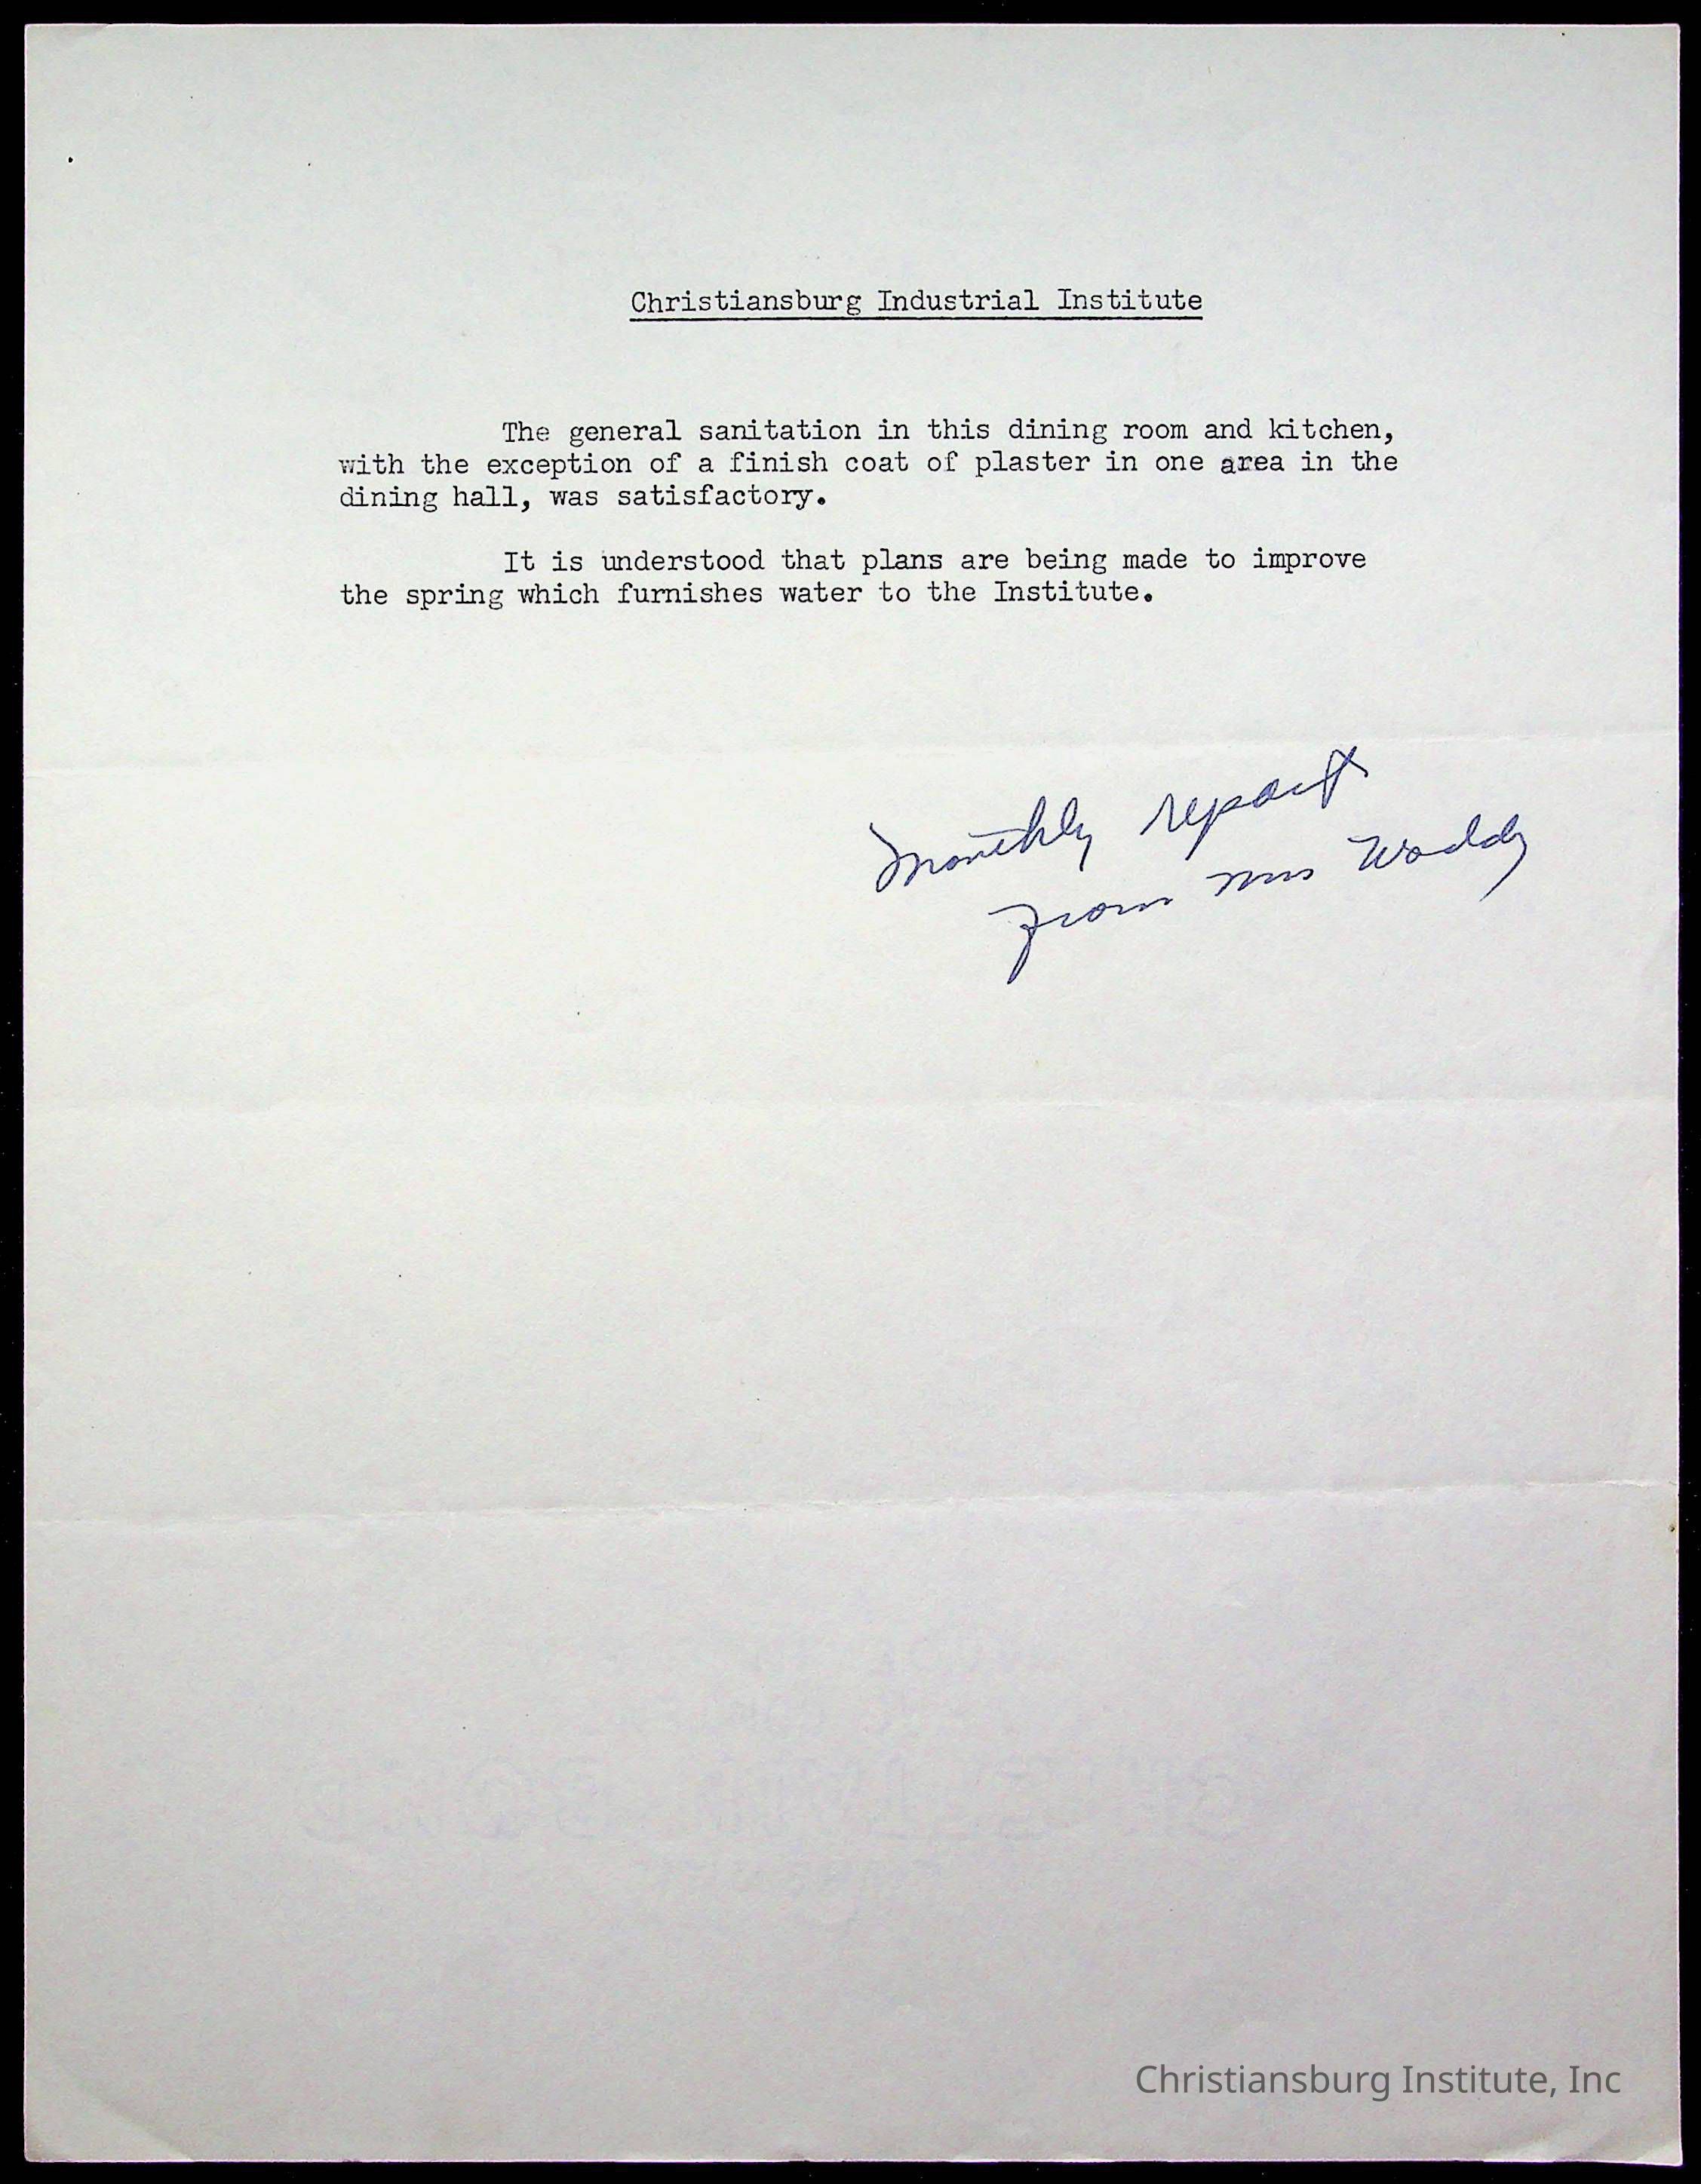 Christiansburg Industrial Institute
The general sanitation in this dining room and kitchen,
with the exception of a finish coat of plaster in one area in the
dining hall, was satisfactory.
It is understood that plans are being made to improve
the spring which furnishes water to the Institute.
Monthly report
from Mrs Waddy
Christiansburg Institute, Inc